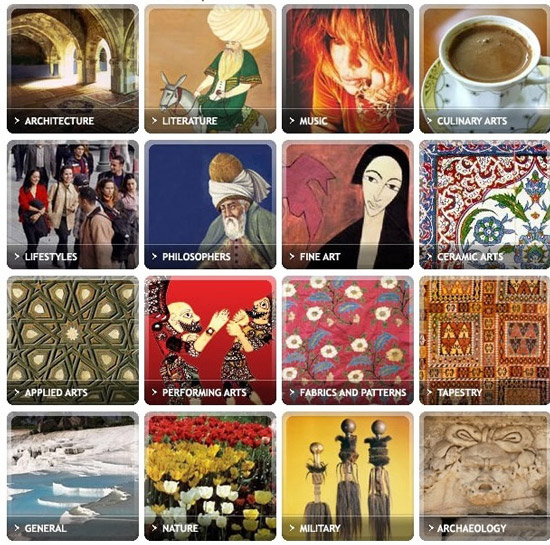 > ARCHITECTURE
> LITERATURE
> MUSIC
> CULINARY ARTS
> LIFESTYLES
> PHILOSOPHERS
> FINE ART
> CERAMIC ARTS
> APPLIED ARTS
> PERFORMING ARTS
> FABRICS AND PATTERNS
> TAPESTRY
> GENERAL
> NATURE
> MILITARY
> ARCHAEOLOGY